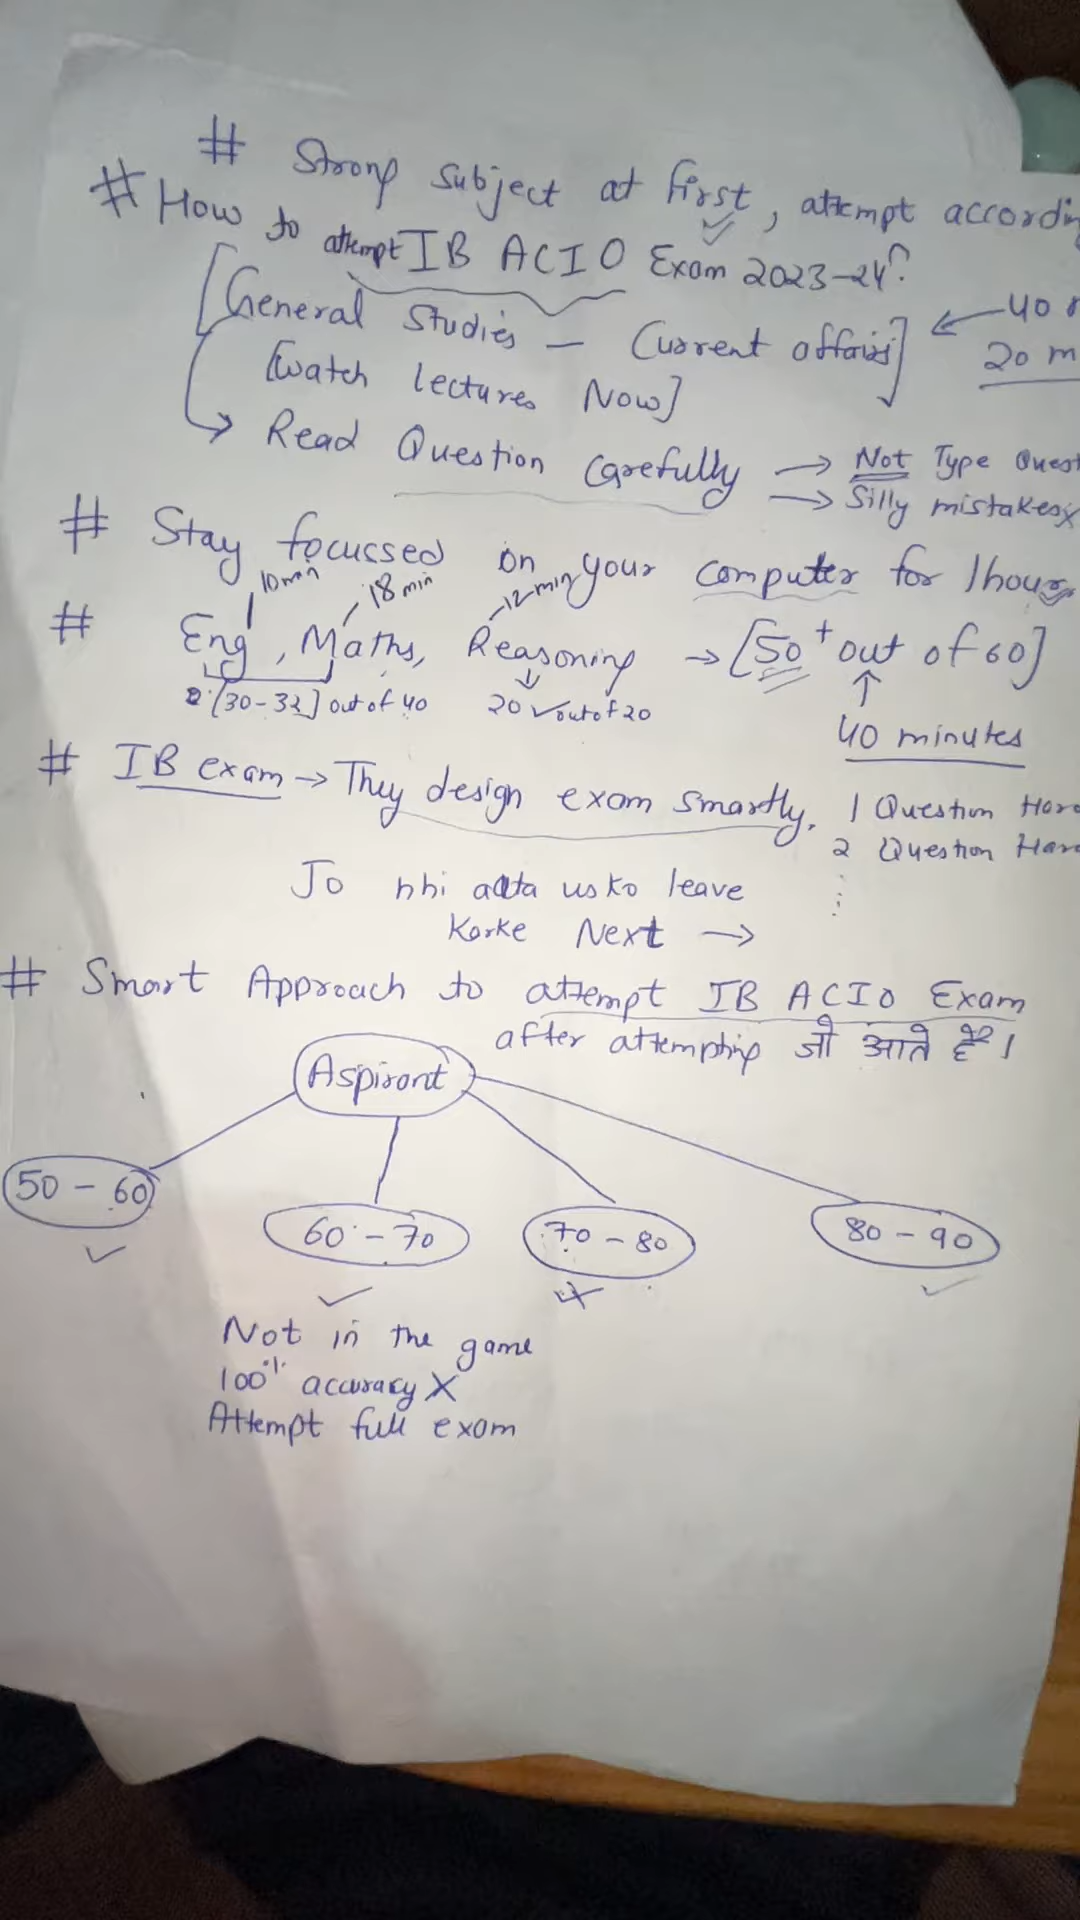 # Strong subject at first, attempt accordin
# How to attempt IB ACIO Exam 2023-24?
[General Studies - Current affairs] ← 40
20 m
[watch lectures Now]
→ Read Question Carefully → Not Type Quest
→ Silly mistakes x
# Stay focussed on your computer for 1 hour
10 min 18 min 12 min
# Eng, Maths, Reasoning → [50+ out of 60]
[30-32] out of 40 20 ✓ out of 20 ↑
40 minutes
# IB exam → They design exam smartly. 1 Question Hard
2 Question Hard
Jo nhi aata usko leave
Karke Next →
# Smart Approach to attempt IB ACIO Exam
after attempting जो आते हैं।
Aspirant
50 - 60 60 - 70 70 - 80 80 - 90
Not in the game
100% accuracy X
Attempt full exam